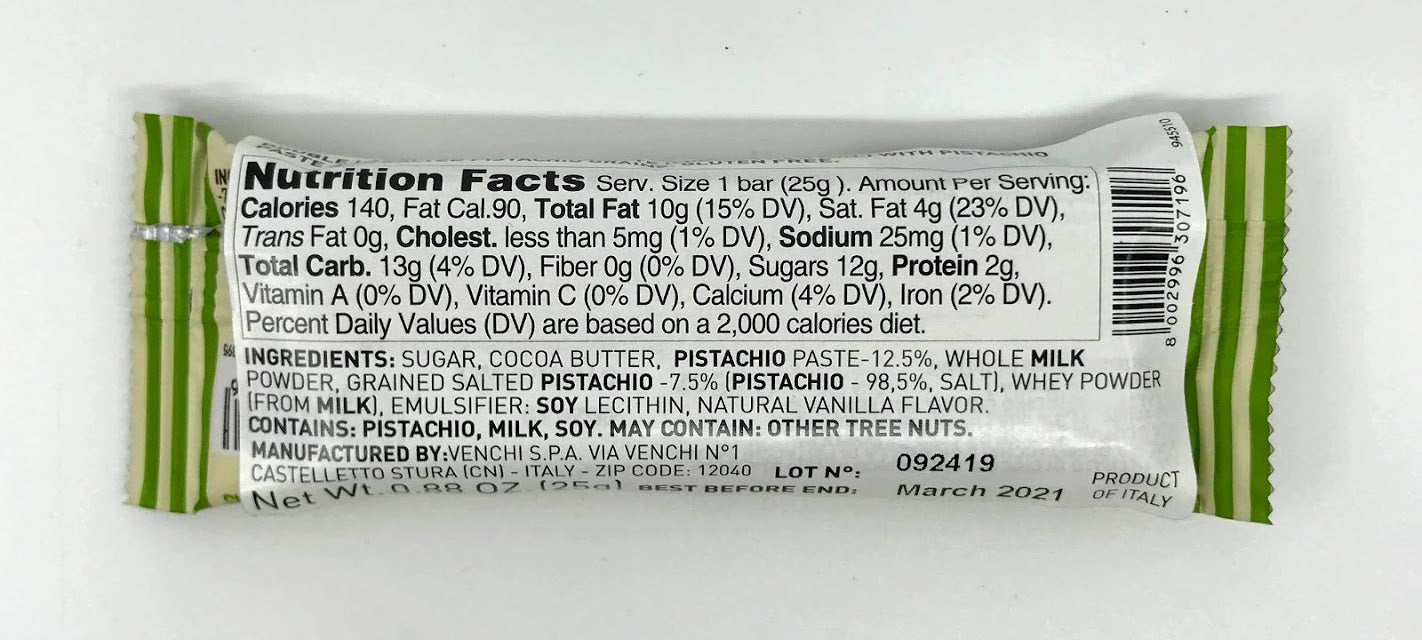 WITH PISTACHIO
GLUTEN FREE.
Nutrition Facts Serv. Size 1 bar (25g ). Amount Per Serving:
Calories 140, Fat Cal.90, Total Fat 10g (15% DV), Sat. Fat 4g (23% DV),
Trans Fat 0g, Cholest. less than 5mg (1% DV), Sodium 25mg (1% DV),
Total Carb. 13g (4% DV), Fiber 0g (0% DV), Sugars 12g, Protein 2g,
Vitamin A (0% DV), Vitamin C (0% DV), Calcium (4% DV), Iron (2% DV).
Percent Daily Values (DV) are based on a 2,000 calories diet.
INGREDIENTS: SUGAR, COCOA BUTTER, PISTACHIO PASTE-12.5%, WHOLE MILK
POWDER, GRAINED SALTED PISTACHIO -7.5% (PISTACHIO - 98,5%, SALT), WHEY POWDER
(FROM MILK), EMULSIFIER: SOY LECITHIN, NATURAL VANILLA FLAVOR.
CONTAINS: PISTACHIO, MILK, SOY. MAY CONTAIN: OTHER TREE NUTS.
MANUFACTURED BY:VENCHI S.P.A. VIA VENCHI N°1
CASTELLETTO STURA (CN) - ITALY - ZIP CODE: 12040 LOT N°: 092419
Net Wt. 0.88 OZ. (25g) BEST BEFORE END: March 2021
PRODUCT
OF ITALY
945510
8 002996 307196